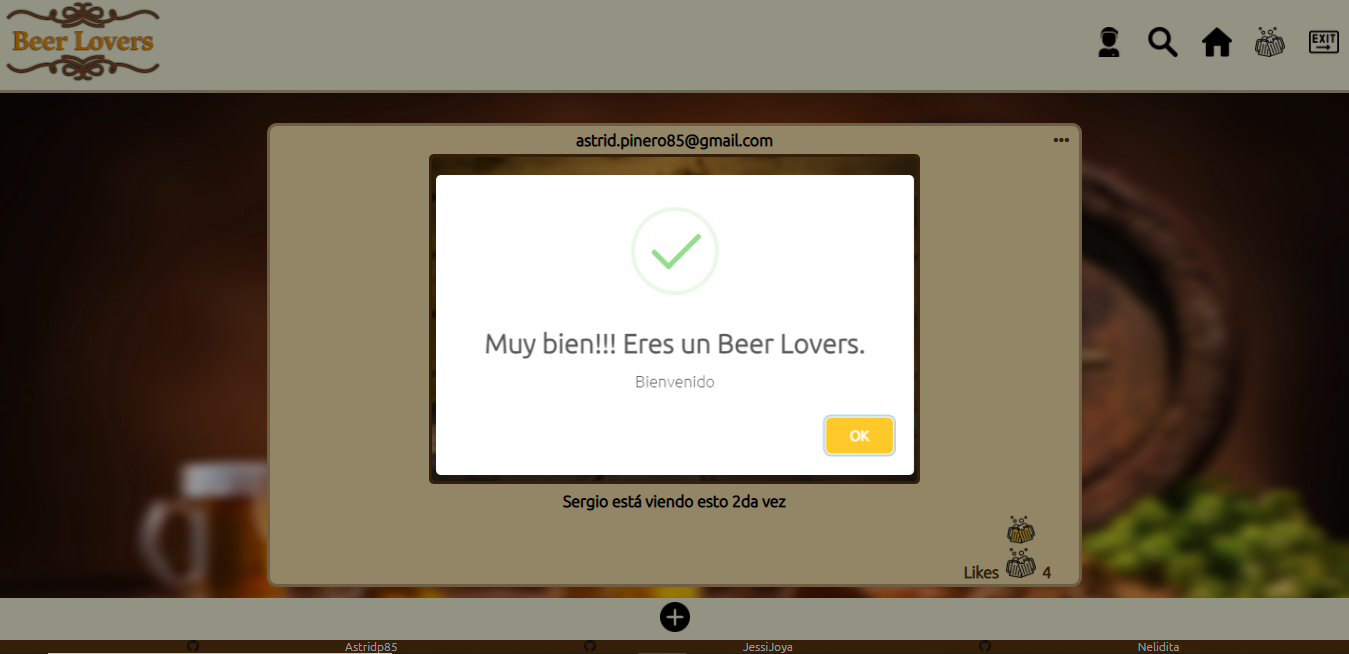 Beer Lovers
EXIT
astrid.pinero85@gmail.com
Muy bien!!! Eres un Beer Lovers.
Bienvenido
OK
Sergio está viendo esto 2da vez
Likes 4
Astridp85 JessiJoya Nelidita